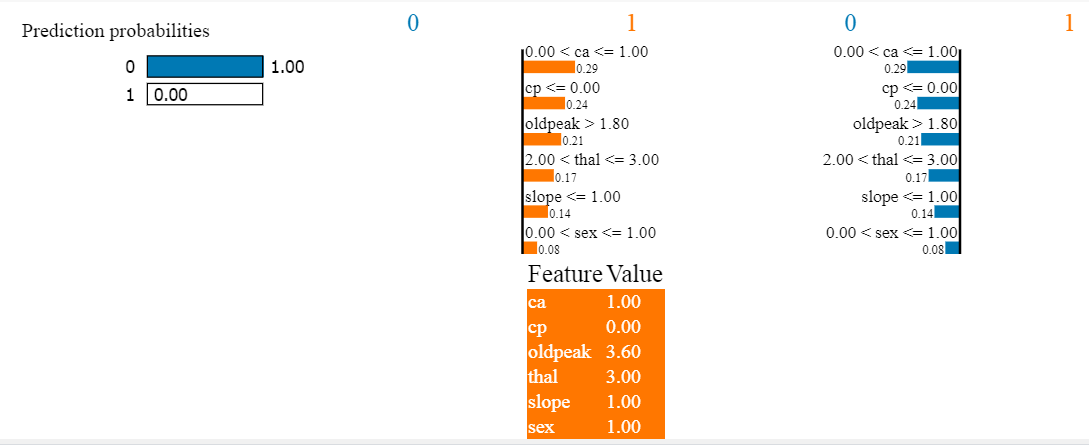 Prediction probabilities
0 1.00
1 0.00
0 1
0.00 < ca <= 1.00
0.29
cp <= 0.00
0.24
oldpeak > 1.80
0.21
2.00 < thal <= 3.00
0.17
slope <= 1.00
0.14
0.00 < sex <= 1.00
0.08
Feature Value
ca 1.00
cp 0.00
oldpeak 3.60
thal 3.00
slope 1.00
sex 1.00
0 1
0.00 < ca <= 1.00
0.29
cp <= 0.00
0.24
oldpeak > 1.80
0.21
2.00 < thal <= 3.00
0.17
slope <= 1.00
0.14
0.00 < sex <= 1.00
0.08